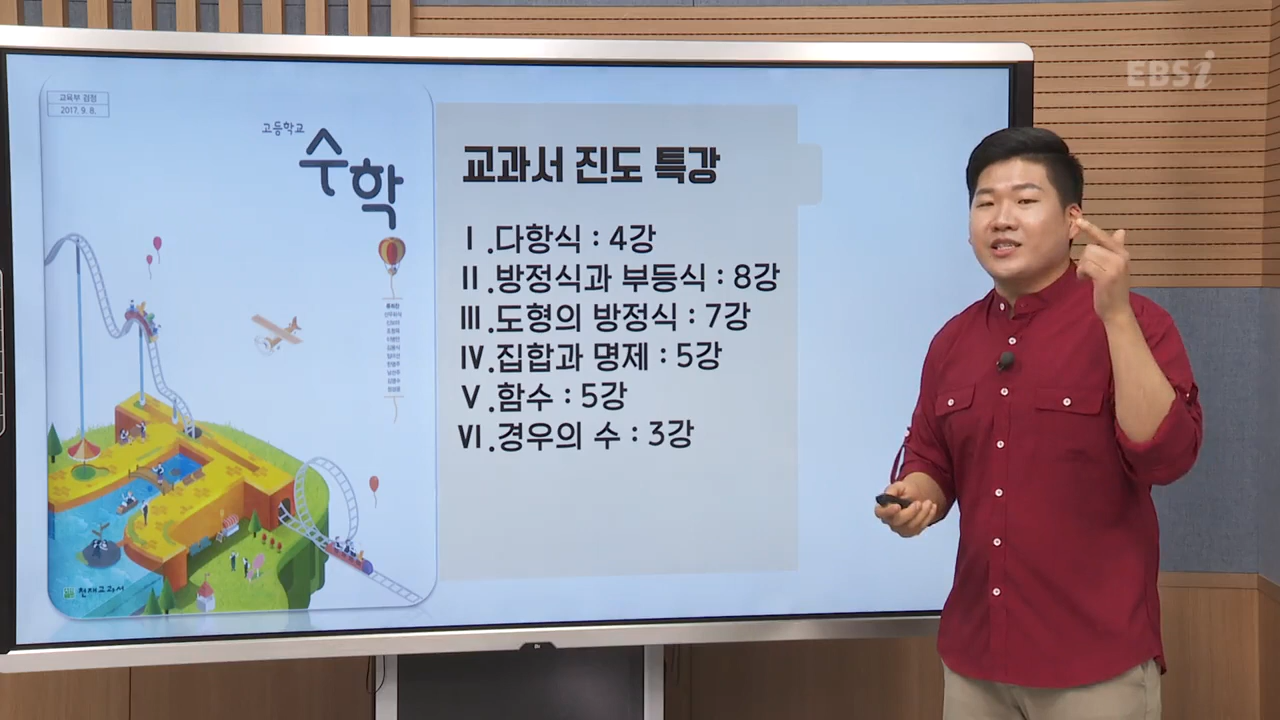 EBSi
교육부 검정
2017. 9. 8.
고등학교
수학
교과서 진도 특강
Ⅰ.다항식 : 4강
Ⅱ.방정식과 부등식 : 8강
Ⅲ.도형의 방정식 : 7강
Ⅳ.집합과 명제 : 5강
Ⅴ.함수 : 5강
Ⅵ.경우의 수 : 3강
천재교과서